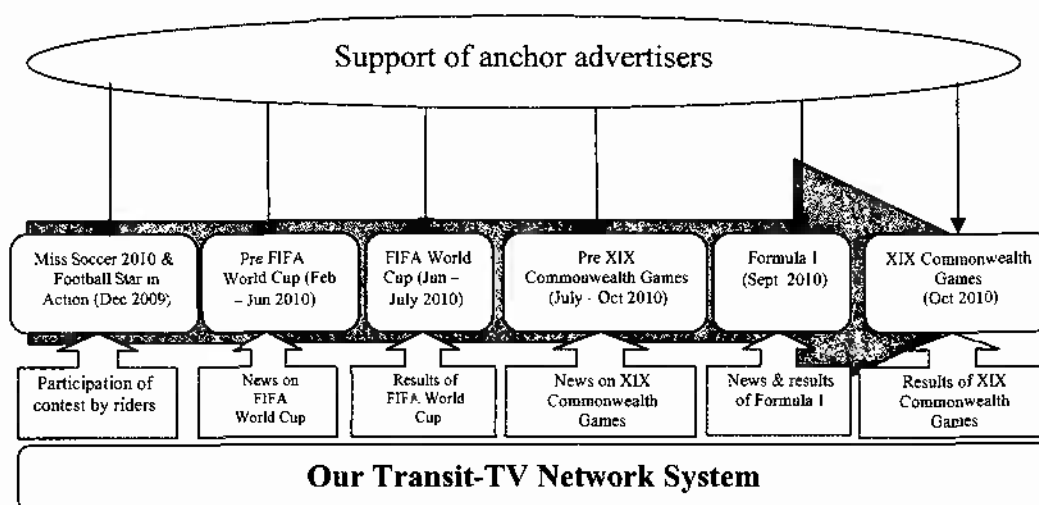 Support of anchor advertisers
Miss Soccer 2010 &
Football Star in
Action (Dec 2009)
Pre FIFA
World Cup (Feb
– Jun 2010)
FIFA World
Cup (Jun –
July 2010)
Pre XIX
Commonwealth Games
(July - Oct 2010)
Formula 1
(Sept 2010)
XIX Commonwealth
Games
(Oct 2010)
Participation of
contest by riders
News on
FIFA
World Cup
Results of
FIFA World
Cup
News on XIX
Commonwealth
Games
News & results
of Formula 1
Results of XIX
Commonwealth
Games
Our Transit-TV Network System